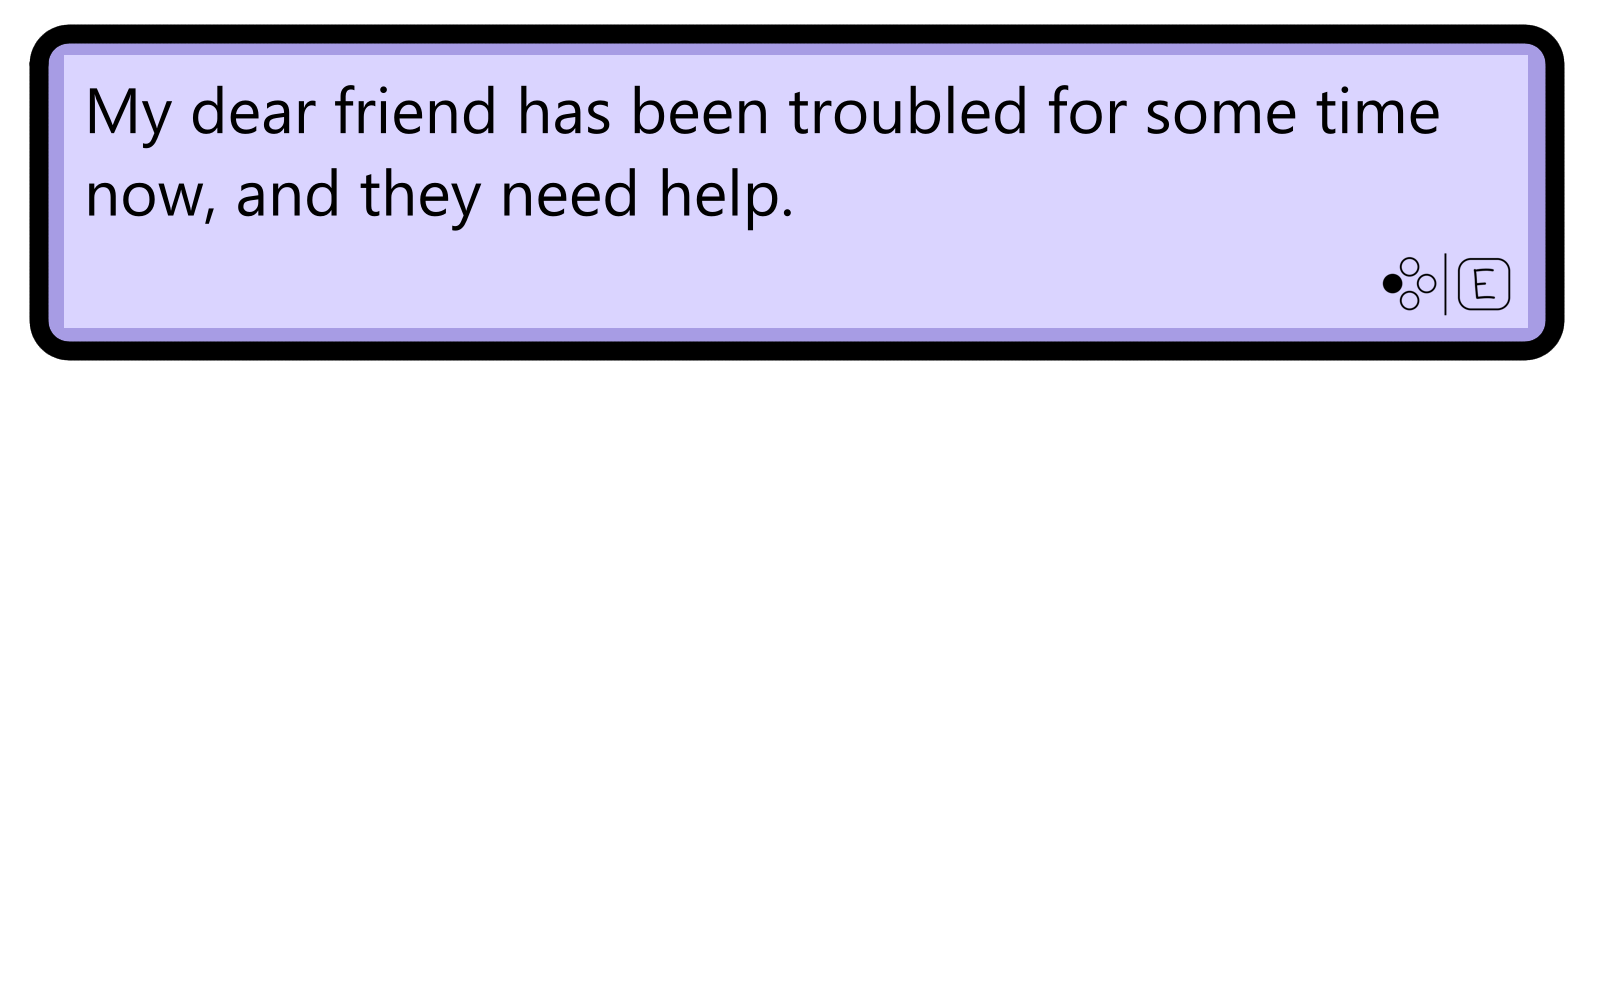 My dear friend has been troubled for some time
now, and they need help.
E